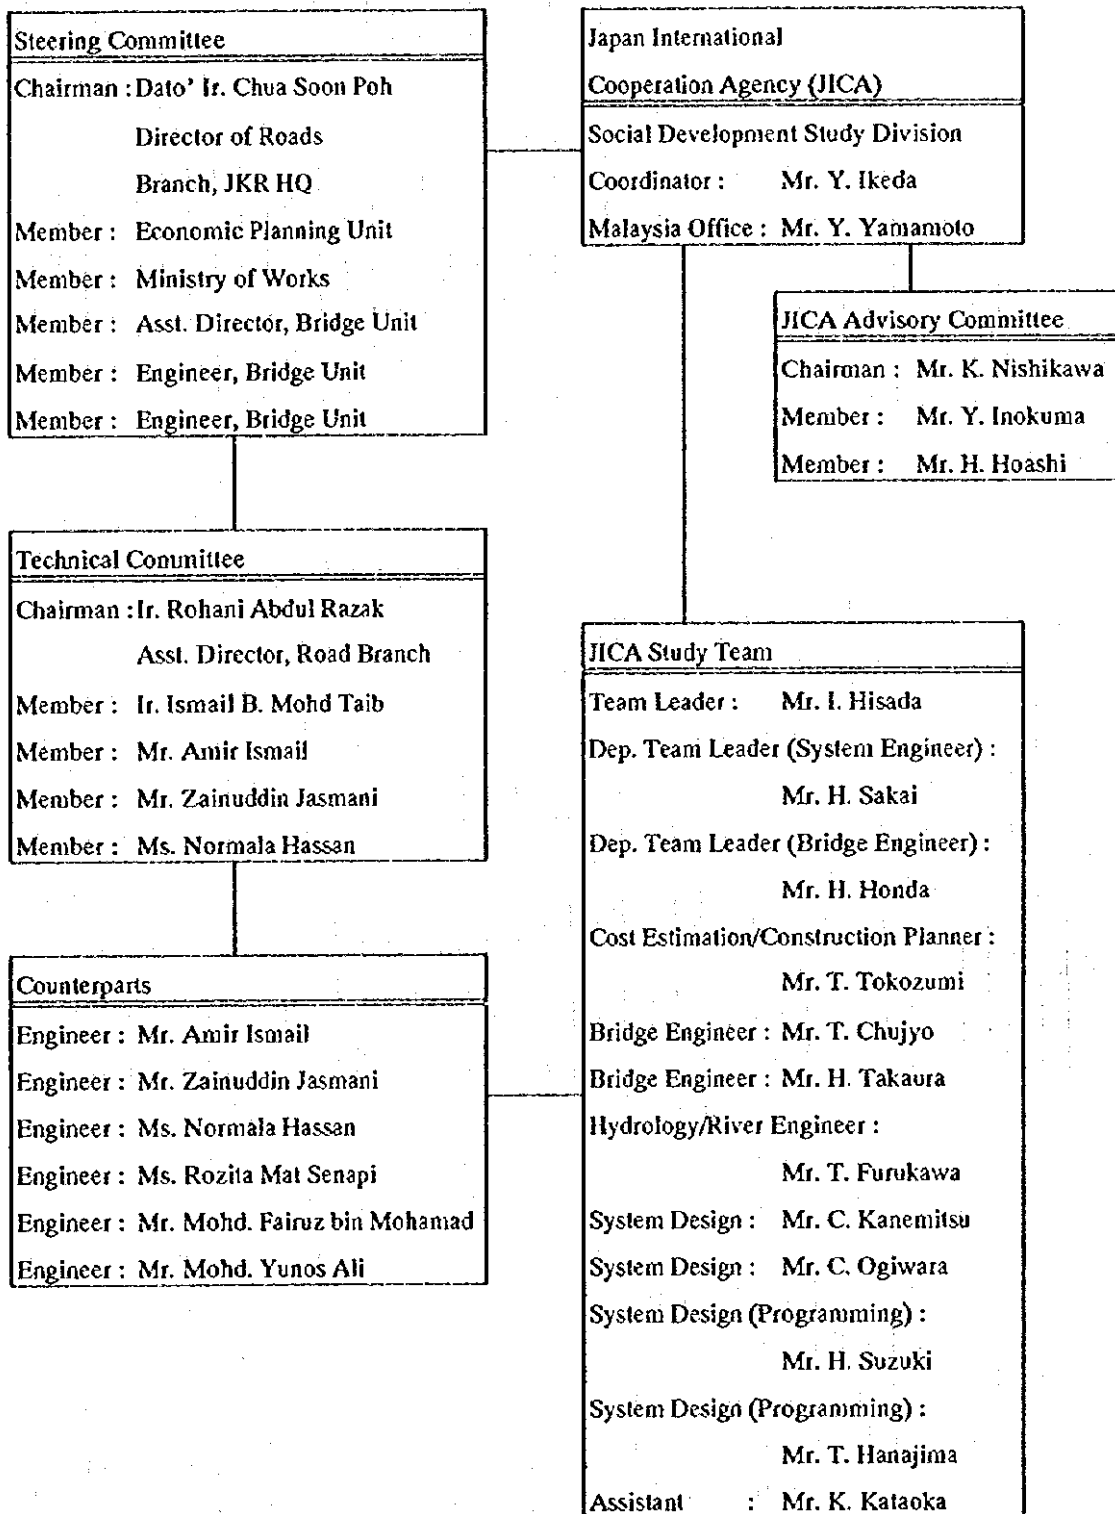 Steering Committee
Chairman : Dato' Ir. Chua Soon Poh
Director of Roads
Branch, JKR HQ
Member : Economic Planning Unit
Member : Ministry of Works
Member : Asst. Director, Bridge Unit
Member : Engineer, Bridge Unit
Member : Engineer, Bridge Unit
Japan International
Cooperation Agency (JICA)
Social Development Study Division
Coordinator : Mr. Y. Ikeda
Malaysia Office : Mr. Y. Yamamoto
JICA Advisory Committee
Chairman : Mr. K. Nishikawa
Member : Mr. Y. Inokuma
Member : Mr. H. Hoashi
Technical Committee
Chairman : Ir. Rohani Abdul Razak
Asst. Director, Road Branch
Member : Ir. Ismail B. Mohd Taib
Member : Mr. Amir Ismail
Member : Mr. Zainuddin Jasmani
Member : Ms. Normala Hassan
Counterparts
Engineer : Mr. Amir Ismail
Engineer : Mr. Zainuddin Jasmani
Engineer : Ms. Normala Hassan
Engineer : Ms. Rozita Mat Senapi
Engineer : Mr. Mohd. Fairuz bin Mohamad
Engineer : Mr. Mohd. Yunos Ali
JICA Study Team
Team Leader : Mr. I. Hisada
Dep. Team Leader (System Engineer) :
Mr. H. Sakai
Dep. Team Leader (Bridge Engineer) :
Mr. H. Honda
Cost Estimation/Construction Planner :
Mr. T. Tokozumi
Bridge Engineer : Mr. T. Chujyo
Bridge Engineer : Mr. H. Takaura
Hydrology/River Engineer :
Mr. T. Furukawa
System Design : Mr. C. Kanemitsu
System Design : Mr. C. Ogiwara
System Design (Programming) :
Mr. H. Suzuki
System Design (Programming) :
Mr. T. Hanajima
Assistant : Mr. K. Kataoka